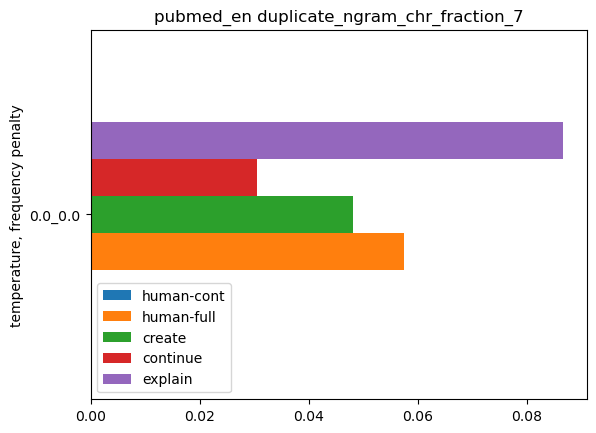 pubmed_en duplicate_ngram_chr_fraction_7
temperature, frequency penalty
0.0_0.0
human-cont
human-full
create
continue
explain
0.00 0.02 0.04 0.06 0.08